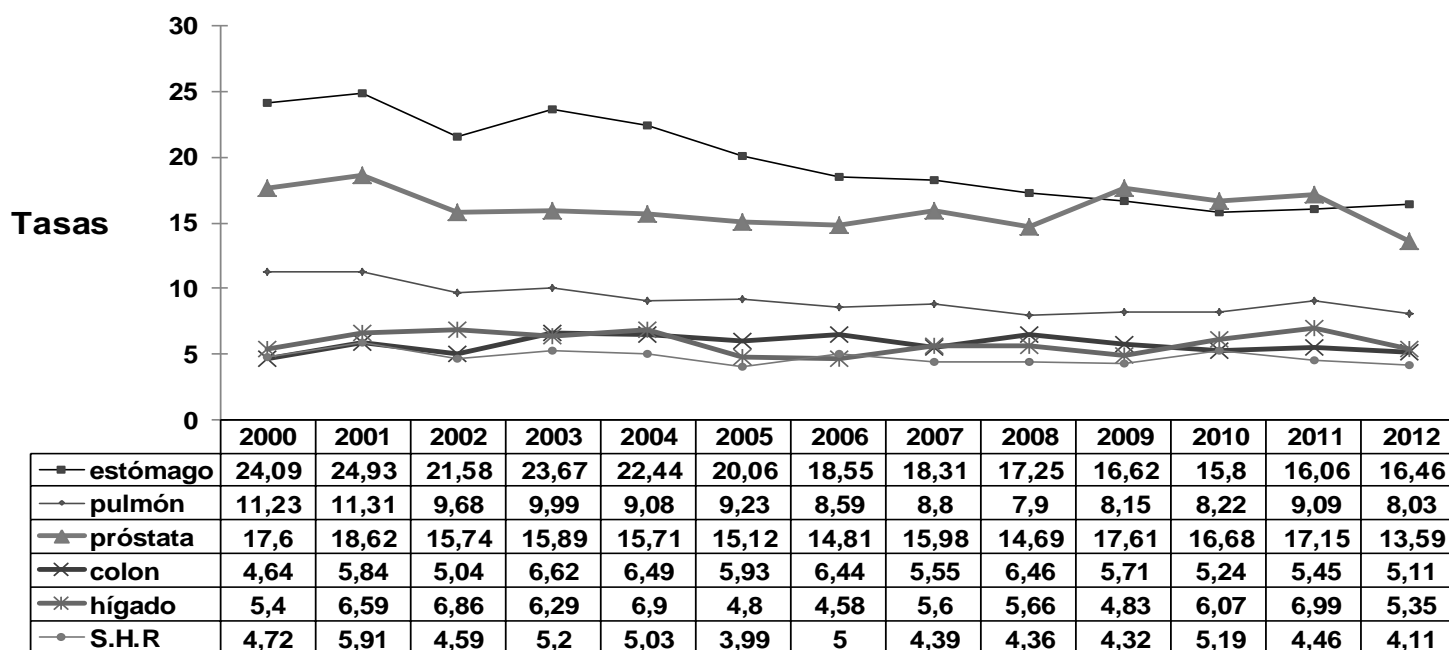 30
25
20
15
10
5
0
Tasas
2000 2001 2002 2003 2004 2005 2006 2007 2008 2009 2010 2011 2012
estómago 24,09 24,93 21,58 23,67 22,44 20,06 18,55 18,31 17,25 16,62 15,8 16,06 16,46
pulmón 11,23 11,31 9,68 9,99 9,08 9,23 8,59 8,8 7,9 8,15 8,22 9,09 8,03
próstata 17,6 18,62 15,74 15,89 15,71 15,12 14,81 15,98 14,69 17,61 16,68 17,15 13,59
colon 4,64 5,84 5,04 6,62 6,49 5,93 6,44 5,55 6,46 5,71 5,24 5,45 5,11
hígado 5,4 6,59 6,86 6,29 6,9 4,8 4,58 5,6 5,66 4,83 6,07 6,99 5,35
S.H.R 4,72 5,91 4,59 5,2 5,03 3,99 5 4,39 4,36 4,32 5,19 4,46 4,11